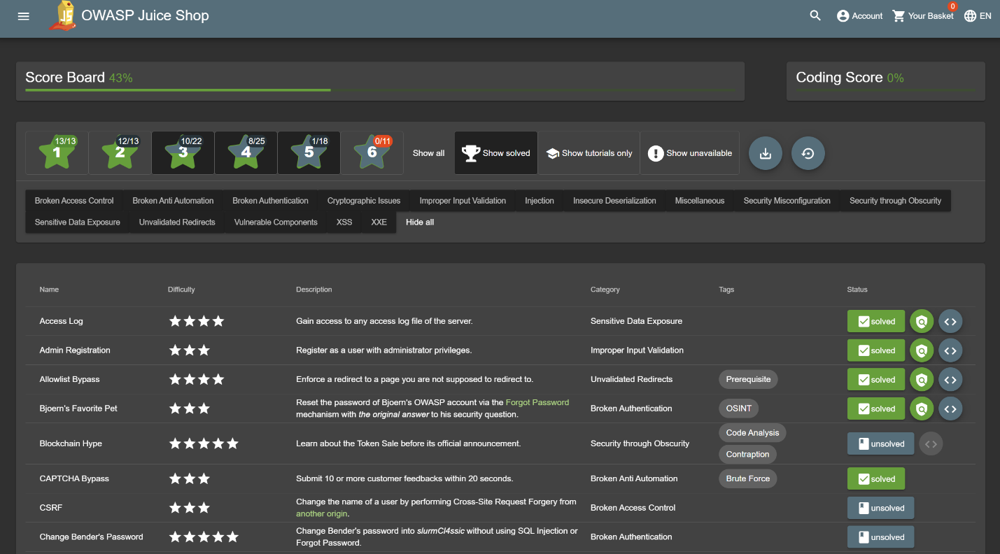 OWASP Juice Shop
Account
Your Basket
0
EN
Score Board 43%
Coding Score 0%
1 13/13
2 12/13
3 10/22
4 8/25
5 1/18
6 0/11
Show all
Show solved
Show tutorials only
Show unavailable
Broken Access Control Broken Anti Automation Broken Authentication Cryptographic Issues Improper Input Validation Injection Insecure Deserialization Miscellaneous Security Misconfiguration Security through Obscurity
Sensitive Data Exposure Unvalidated Redirects Vulnerable Components XSS XXE Hide all
Name Difficulty Description Category Tags Status
Access Log Gain access to any access log file of the server. Sensitive Data Exposure solved
Admin Registration Register as a user with administrator privileges. Improper Input Validation solved
Allowlist Bypass Enforce a redirect to a page you are not supposed to redirect to. Unvalidated Redirects Prerequisite solved
Bjoern's Favorite Pet Reset the password of Bjoern's OWASP account via the Forgot Password
mechanism with the original answer to his security question. Broken Authentication OSINT solved
Blockchain Hype Learn about the Token Sale before its official announcement. Security through Obscurity Code Analysis
Contraption unsolved
CAPTCHA Bypass Submit 10 or more customer feedbacks within 20 seconds. Broken Anti Automation Brute Force solved
CSRF Change the name of a user by performing Cross-Site Request Forgery from
another origin. Broken Access Control unsolved
Change Bender's Password Change Bender's password into slurmCl4ssic without using SQL Injection or
Forgot Password. Broken Authentication unsolved